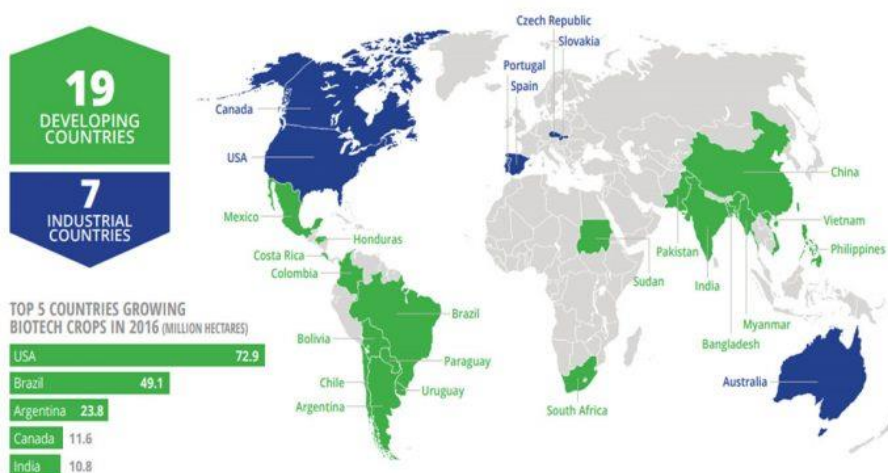 19
DEVELOPING
COUNTRIES
7
INDUSTRIAL
COUNTRIES
TOP 5 COUNTRIES GROWING
BIOTECH CROPS IN 2016 (MILLION HECTARES)
USA 72.9
Brazil 49.1
Argentina 23.8
Canada 11.6
India 10.8
Czech Republic
Slovakia
Portugal
Spain
Canada
USA
Mexico
Honduras
Costa Rica
Colombia
Brazil
Bolivia
Paraguay
Chile
Uruguay
Argentina
China
Vietnam
Pakistan
Philippines
Sudan
India
Myanmar
Bangladesh
Australia
South Africa